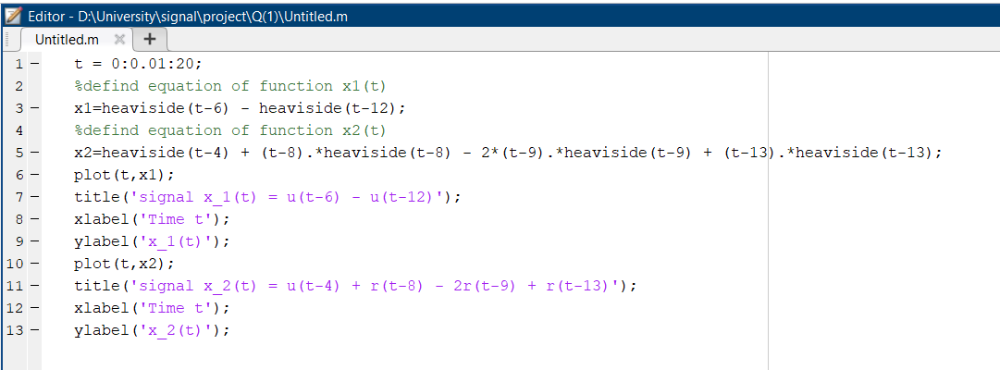 Editor - D:\University\signal\project\Q(1)\Untitled.m
Untitled.m
1 - t = 0:0.01:20;
2 %defind equation of function x1(t)
3 - x1=heaviside(t-6) - heaviside(t-12);
4 %defind equation of function x2(t)
5 - x2=heaviside(t-4) + (t-8).*heaviside(t-8) - 2*(t-9).*heaviside(t-9) + (t-13).*heaviside(t-13);
6 - plot(t,x1);
7 - title('signal x_1(t) = u(t-6) - u(t-12)');
8 - xlabel('Time t');
9 - ylabel('x_1(t)');
10 - plot(t,x2);
11 - title('signal x_2(t) = u(t-4) + r(t-8) - 2r(t-9) + r(t-13)');
12 - xlabel('Time t');
13 - ylabel('x_2(t)');